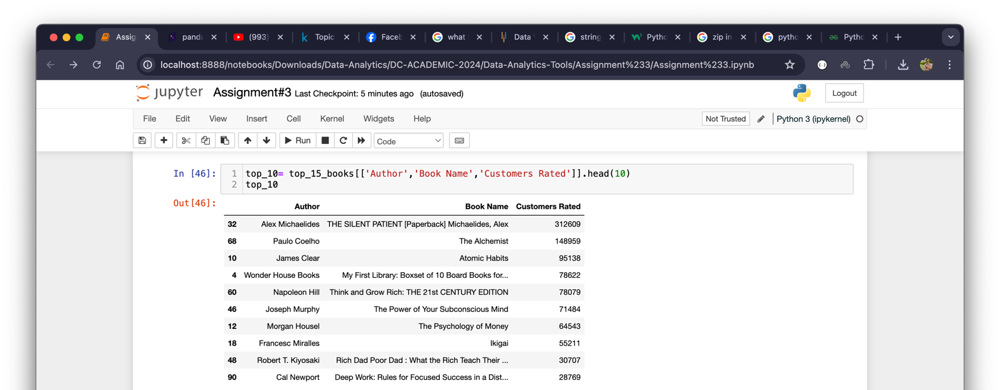 Assig
panda
(993)
Topic
Faceb
what
Data
string
Pytho
zip in
pytho
Pytho
localhost:8888/notebooks/Downloads/Data-Analytics/DC-ACADEMIC-2024/Data-Analytics-Tools/Assignment%233/Assignment%233.ipynb
jupyter Assignment#3 Last Checkpoint: 5 minutes ago (autosaved)
Logout
File Edit View Insert Cell Kernel Widgets Help
Not Trusted
Python 3 (ipykernel)
Run
Code
In [46]: 1 top_10= top_15_books[['Author','Book Name','Customers Rated']].head(10)
2 top_10
Out[46]:
Author Book Name Customers Rated
32 Alex Michaelides THE SILENT PATIENT [Paperback] Michaelides, Alex 312609
68 Paulo Coelho The Alchemist 148959
10 James Clear Atomic Habits 95138
4 Wonder House Books My First Library: Boxset of 10 Board Books for... 78622
60 Napoleon Hill Think and Grow Rich: THE 21st CENTURY EDITION 78079
46 Joseph Murphy The Power of Your Subconscious Mind 71484
12 Morgan Housel The Psychology of Money 64543
18 Francesc Miralles Ikigai 55211
48 Robert T. Kiyosaki Rich Dad Poor Dad : What the Rich Teach Their ... 30707
90 Cal Newport Deep Work: Rules for Focused Success in a Dist... 28769